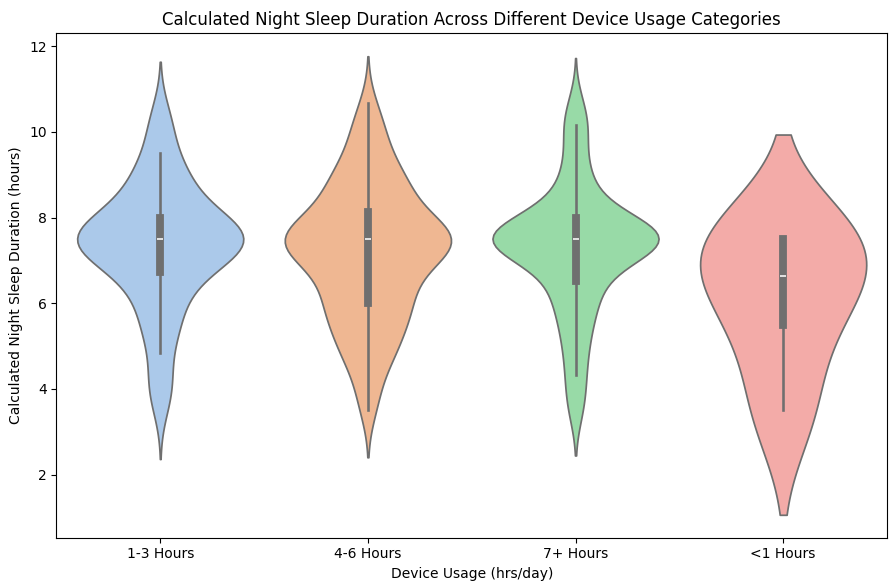 Calculated Night Sleep Duration Across Different Device Usage Categories
Calculated Night Sleep Duration (hours)
12
10
8
6
4
2
1-3 Hours
4-6 Hours
7+ Hours
<1 Hours
Device Usage (hrs/day)